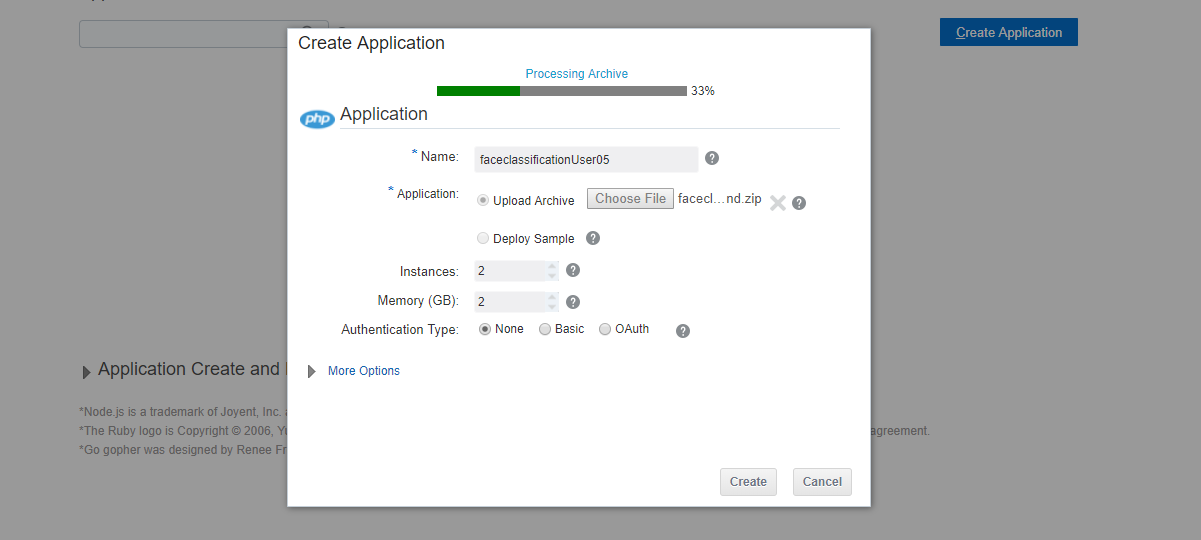 Create Application
Create Application
Processing Archive
33%
php Application
* Name: faceclassificationUser05 ?
* Application: Upload Archive Choose File facecl...nd.zip ?
Deploy Sample ?
Instances: 2 ?
Memory (GB): 2 ?
Authentication Type: None Basic OAuth ?
More Options
Application Create and
*Node.js is a trademark of Joyent, Inc.
*The Ruby logo is Copyright © 2006, agreement.
*Go gopher was designed by Renee
Create Cancel